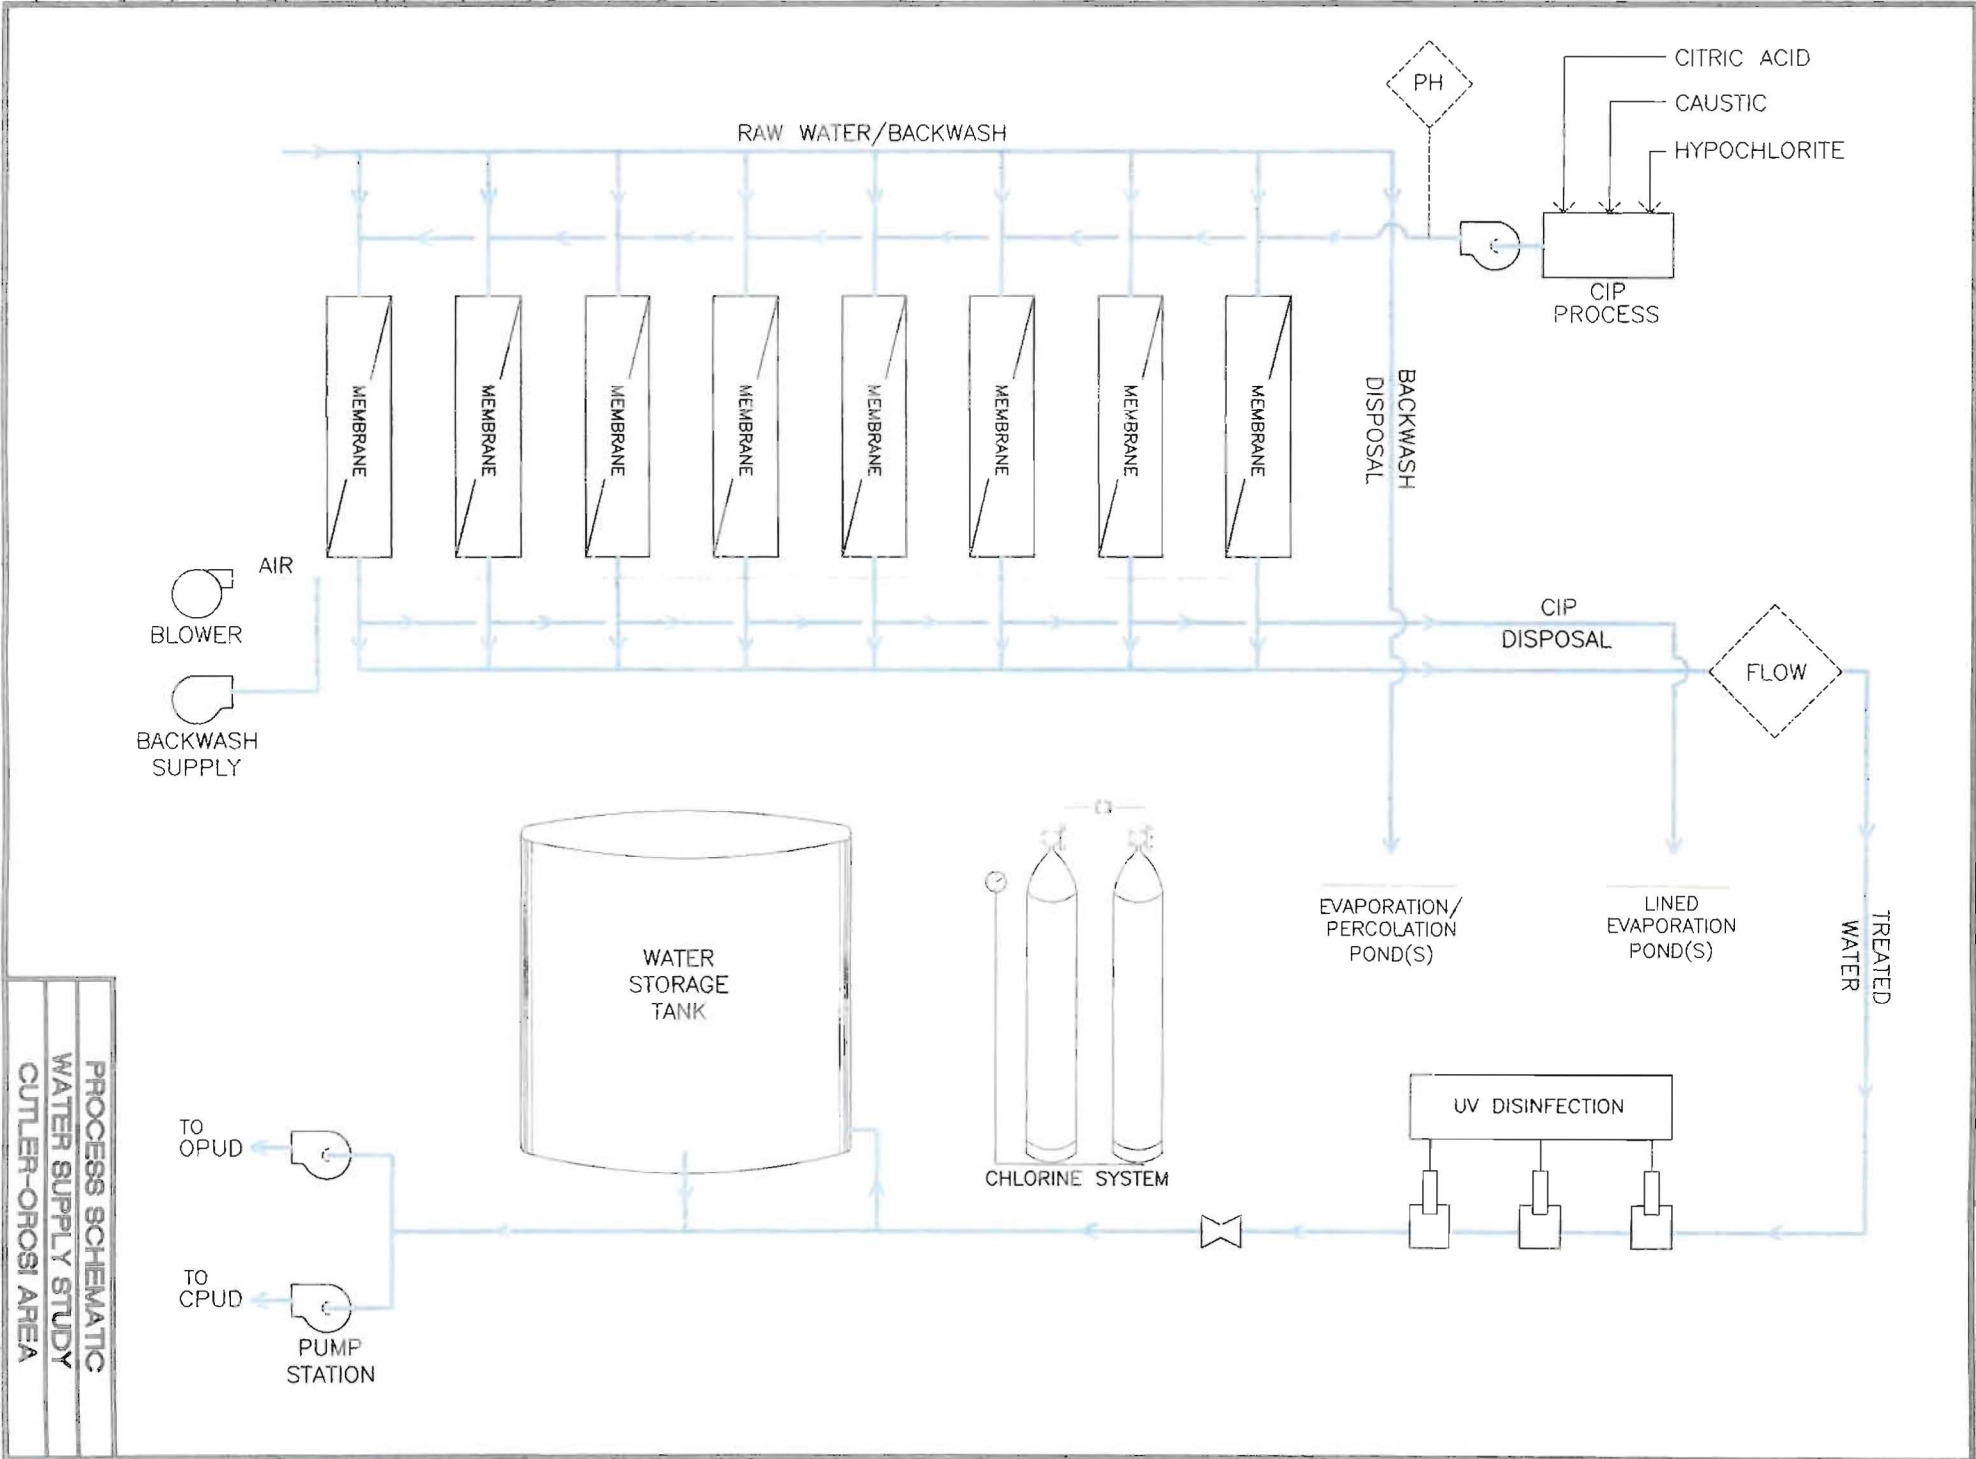 CITRIC ACID
PH
CAUSTIC
RAW WATER/BACKWASH
HYPOCHLORITE
CIP
PROCESS
MEMBRANE
MEMBRANE
MEMBRANE
MEMBRANE
MEMBRANE
MEMBRANE
MEMBRANE
MEMBRANE
BACKWASH
DISPOSAL
AIR
BLOWER
CIP
DISPOSAL
FLOW
BACKWASH
SUPPLY
EVAPORATION/
PERCOLATION
POND(S)
LINED
EVAPORATION
POND(S)
TREATED
WATER
WATER
STORAGE
TANK
UV DISINFECTION
CHLORINE SYSTEM
TO
OPUD
TO
CPUD
PUMP
STATION
PROCESS SCHEMATIC
WATER SUPPLY STUDY
CUTLER-OROSI AREA